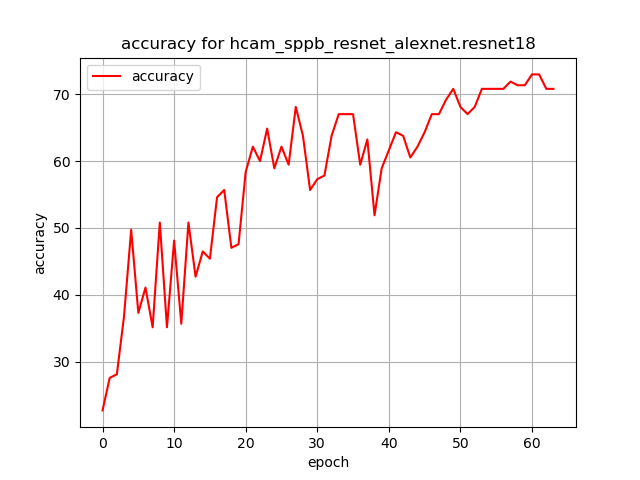 accuracy for hcam_sppb_resnet_alexnet.resnet18
accuracy
70
60
50
40
30
accuracy
0 10 20 30 40 50 60
epoch